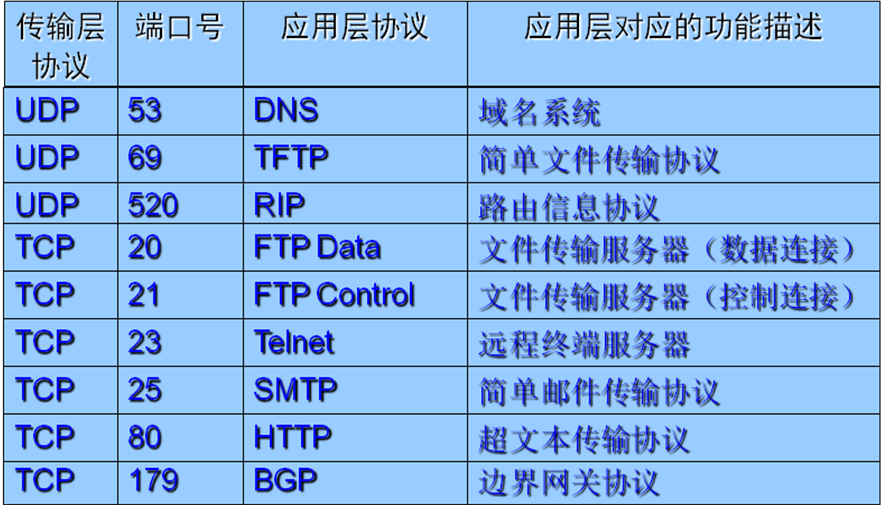 传输层协议 端口号 应用层协议 应用层对应的功能描述
UDP 53 DNS 域名系统
UDP 69 TFTP 简单文件传输协议
UDP 520 RIP 路由信息协议
TCP 20 FTP Data 文件传输服务器（数据连接）
TCP 21 FTP Control 文件传输服务器（控制连接）
TCP 23 Telnet 远程终端服务器
TCP 25 SMTP 简单邮件传输协议
TCP 80 HTTP 超文本传输协议
TCP 179 BGP 边界网关协议